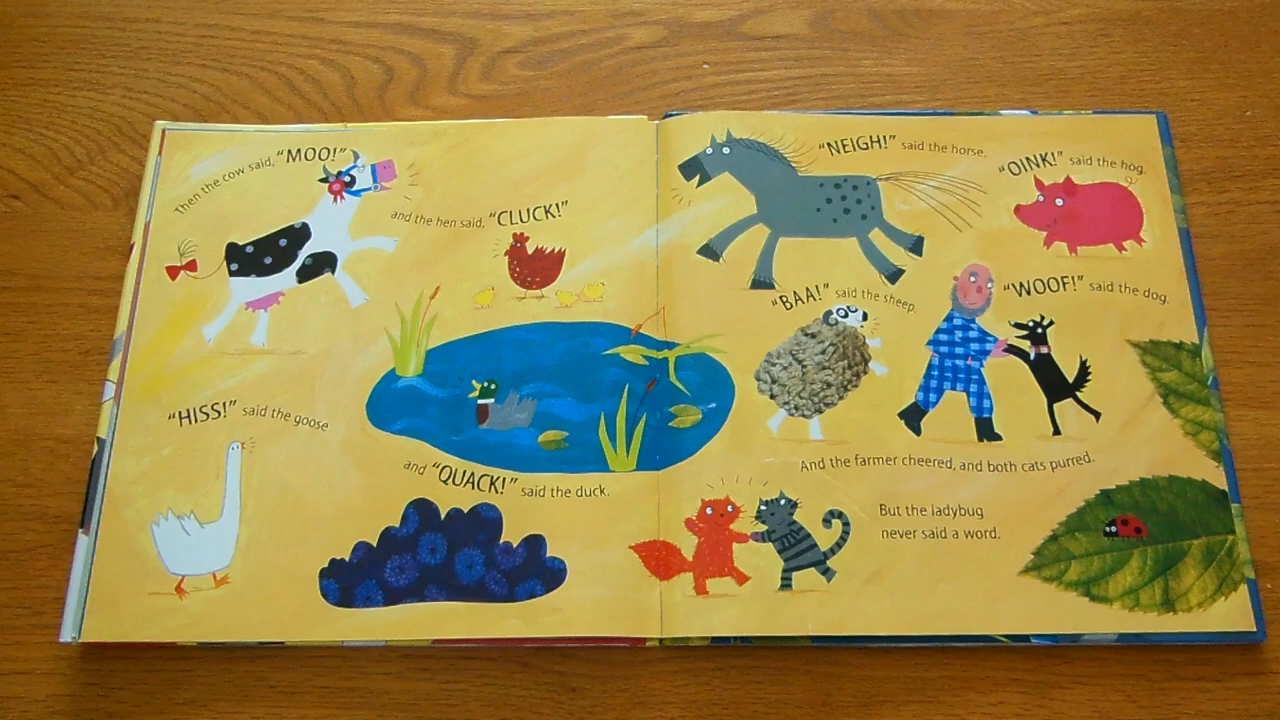 Then the cow said, “MOO!”
and the hen said, “CLUCK!”
“HISS!” said the goose
and “QUACK!” said the duck.
“NEIGH!” said the horse.
“OINK!” said the hog.
“BAA!” said the sheep.
“WOOF!” said the dog.
And the farmer cheered, and both cats purred.
But the ladybug
never said a word.